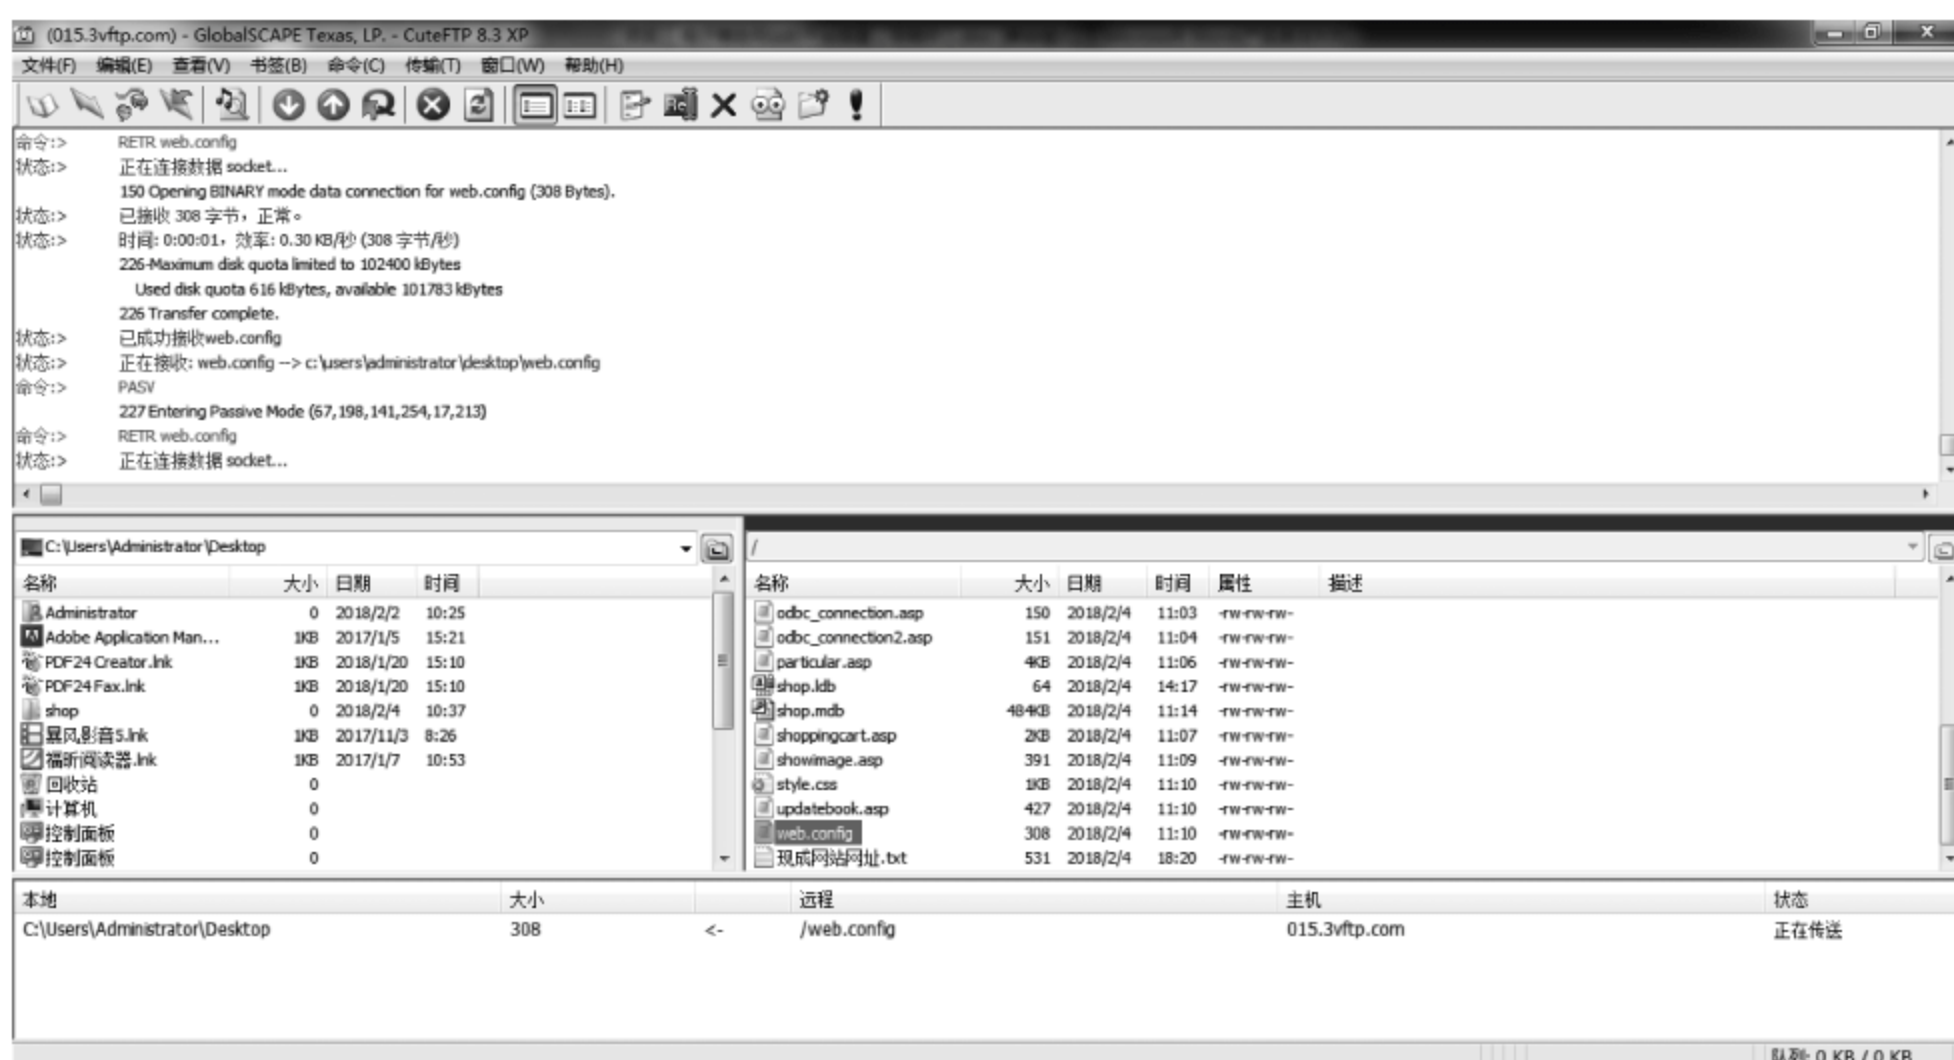 (015.3vftp.com) - GlobalSCAPE Texas, LP. - CuteFTP 8.3 XP
文件(F) 编辑(E) 查看(V) 书签(B) 命令(C) 传输(T) 窗口(W) 帮助(H)
命令:> RETR web.config
状态:> 正在连接数据 socket...
150 Opening BINARY mode data connection for web.config (308 Bytes).
状态:> 已接收 308 字节，正常。
状态:> 时间: 0:00:01，效率: 0.30 KB/秒 (308 字节/秒)
226-Maximum disk quota limited to 102400 kBytes
Used disk quota 616 kBytes, available 101783 kBytes
226 Transfer complete.
状态:> 已成功接收web.config
状态:> 正在接收: web.config --> c:\users\administrator\desktop\web.config
命令:> PASV
227 Entering Passive Mode (67,198,141,254,17,213)
命令:> RETR web.config
状态:> 正在连接数据 socket...
C:\Users\Administrator\Desktop
名称 大小 日期 时间
Administrator 0 2018/2/2 10:25
Adobe Application Man... 1KB 2017/1/5 15:21
PDF24 Creator.lnk 1KB 2018/1/20 15:10
PDF24 Fax.lnk 1KB 2018/1/20 15:10
shop 0 2018/2/4 10:37
暴风影音5.lnk 1KB 2017/11/3 8:26
福昕阅读器.lnk 1KB 2017/1/7 10:53
回收站 0
计算机 0
控制面板 0
控制面板 0
/
名称 大小 日期 时间 属性 描述
odbc_connection.asp 150 2018/2/4 11:03 -rw-rw-rw-
odbc_connection2.asp 151 2018/2/4 11:04 -rw-rw-rw-
particular.asp 4KB 2018/2/4 11:06 -rw-rw-rw-
shop.ldb 64 2018/2/4 14:17 -rw-rw-rw-
shop.mdb 484KB 2018/2/4 11:14 -rw-rw-rw-
shoppingcart.asp 2KB 2018/2/4 11:07 -rw-rw-rw-
showimage.asp 391 2018/2/4 11:09 -rw-rw-rw-
style.css 1KB 2018/2/4 11:10 -rw-rw-rw-
updatebook.asp 427 2018/2/4 11:10 -rw-rw-rw-
web.config 308 2018/2/4 11:10 -rw-rw-rw-
现成网站网址.txt 531 2018/2/4 18:20 -rw-rw-rw-
本地 大小 远程 主机 状态
C:\Users\Administrator\Desktop 308 <- /web.config 015.3vftp.com 正在传送
队列: 0 KB / 0 KB